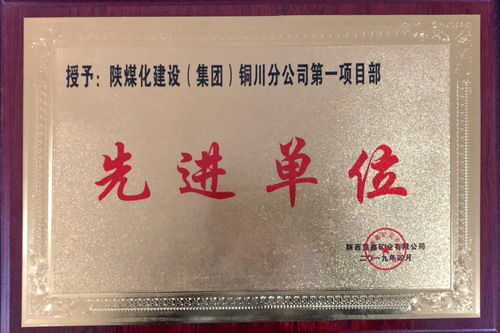 授予：陕煤化建设（集团）铜川分公司第一项目部
先进单位
陕西 鑫矿业有限公司
二〇一九年 月